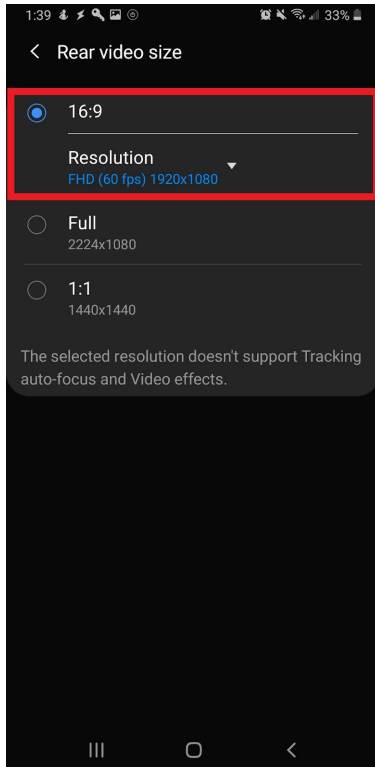 1:39 33%
Rear video size
16:9
Resolution
FHD (60 fps) 1920x1080
Full
2224x1080
1:1
1440x1440
The selected resolution doesn't support Tracking
auto-focus and Video effects.